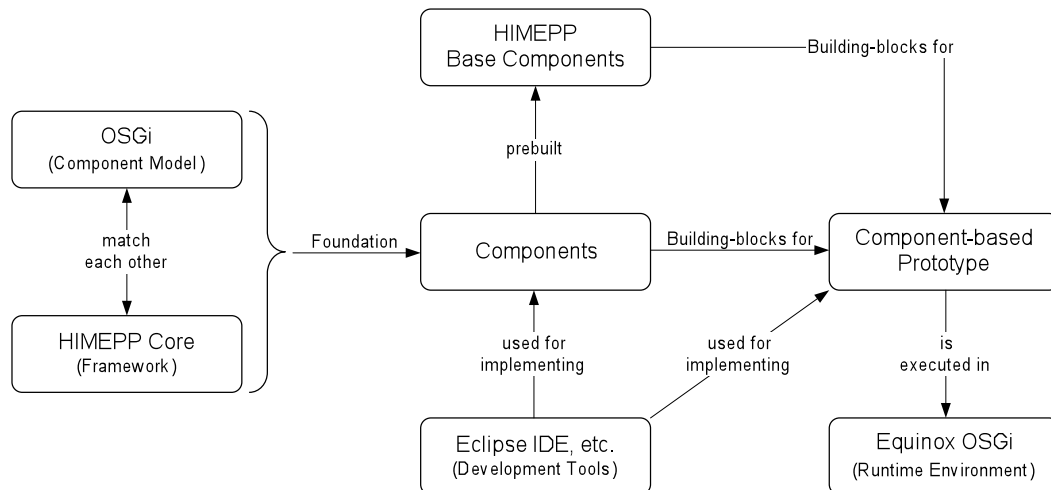 HIMEPP
Base Components
Building-blocks for
OSGi
(Component Model)
prebuilt
match
each other
Foundation
Components
Building-blocks for
Component-based
Prototype
HIMEPP Core
(Framework)
used for
implementing
used for
implementing
is
executed in
Eclipse IDE, etc.
(Development Tools)
Equinox OSGi
(Runtime Environment)